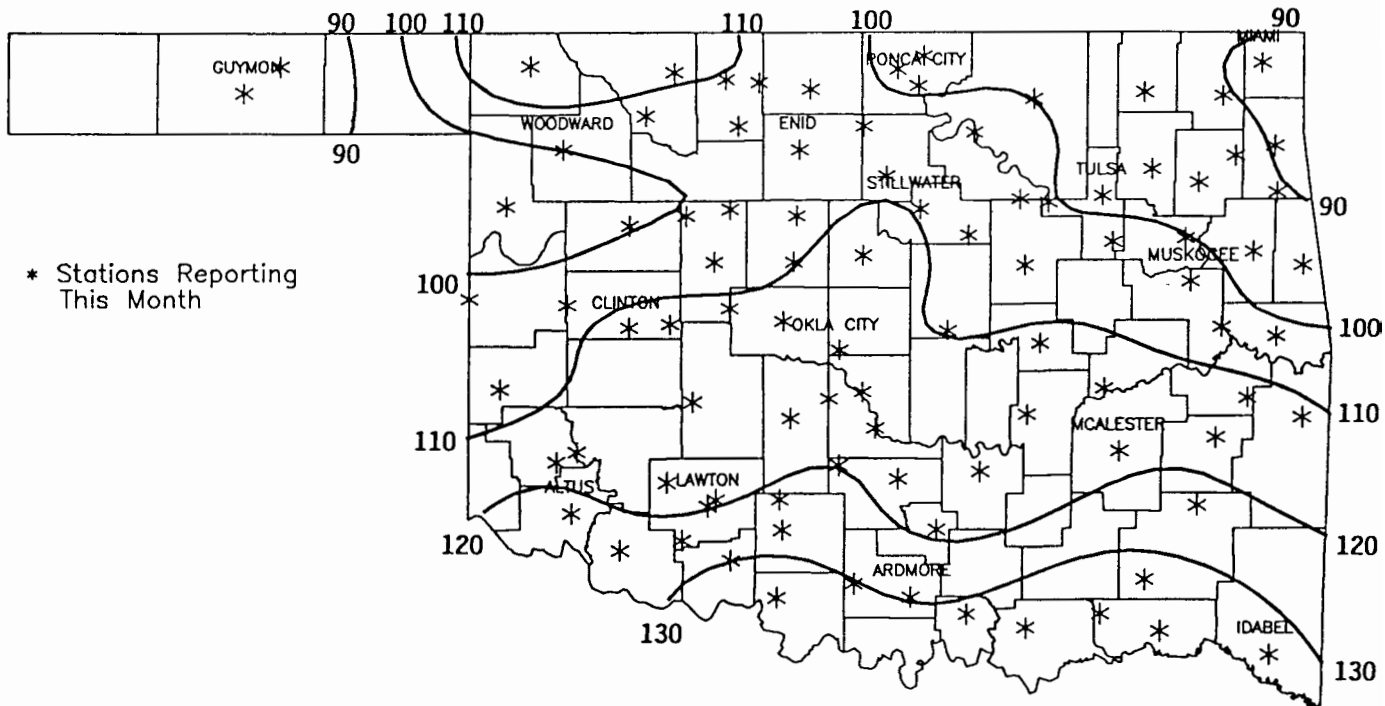 90 100 110 110 100 90
MIAMI
GUYMON PONCA CITY
WOODWARD ENID
90
TULSA
STILLWATER
90
MUSKOGEE
* Stations Reporting
This Month
100
CLINTON
OKLA CITY
100
110
MCALESTER
110
LAWTON
ALTUS
120
120
ARDMORE
130
IDABEL
130